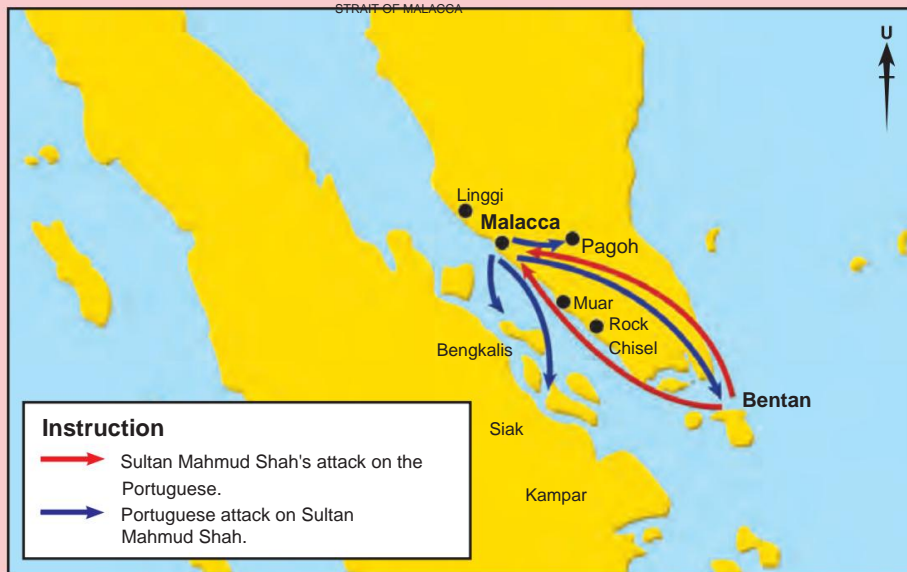 STRAIT OF MALACCA
U
Linggi
Malacca
Pagoh
Muar
Rock
Chisel
Bengkalis
Bentan
Siak
Kampar
Instruction
Sultan Mahmud Shah's attack on the
Portuguese.
Portuguese attack on Sultan
Mahmud Shah.